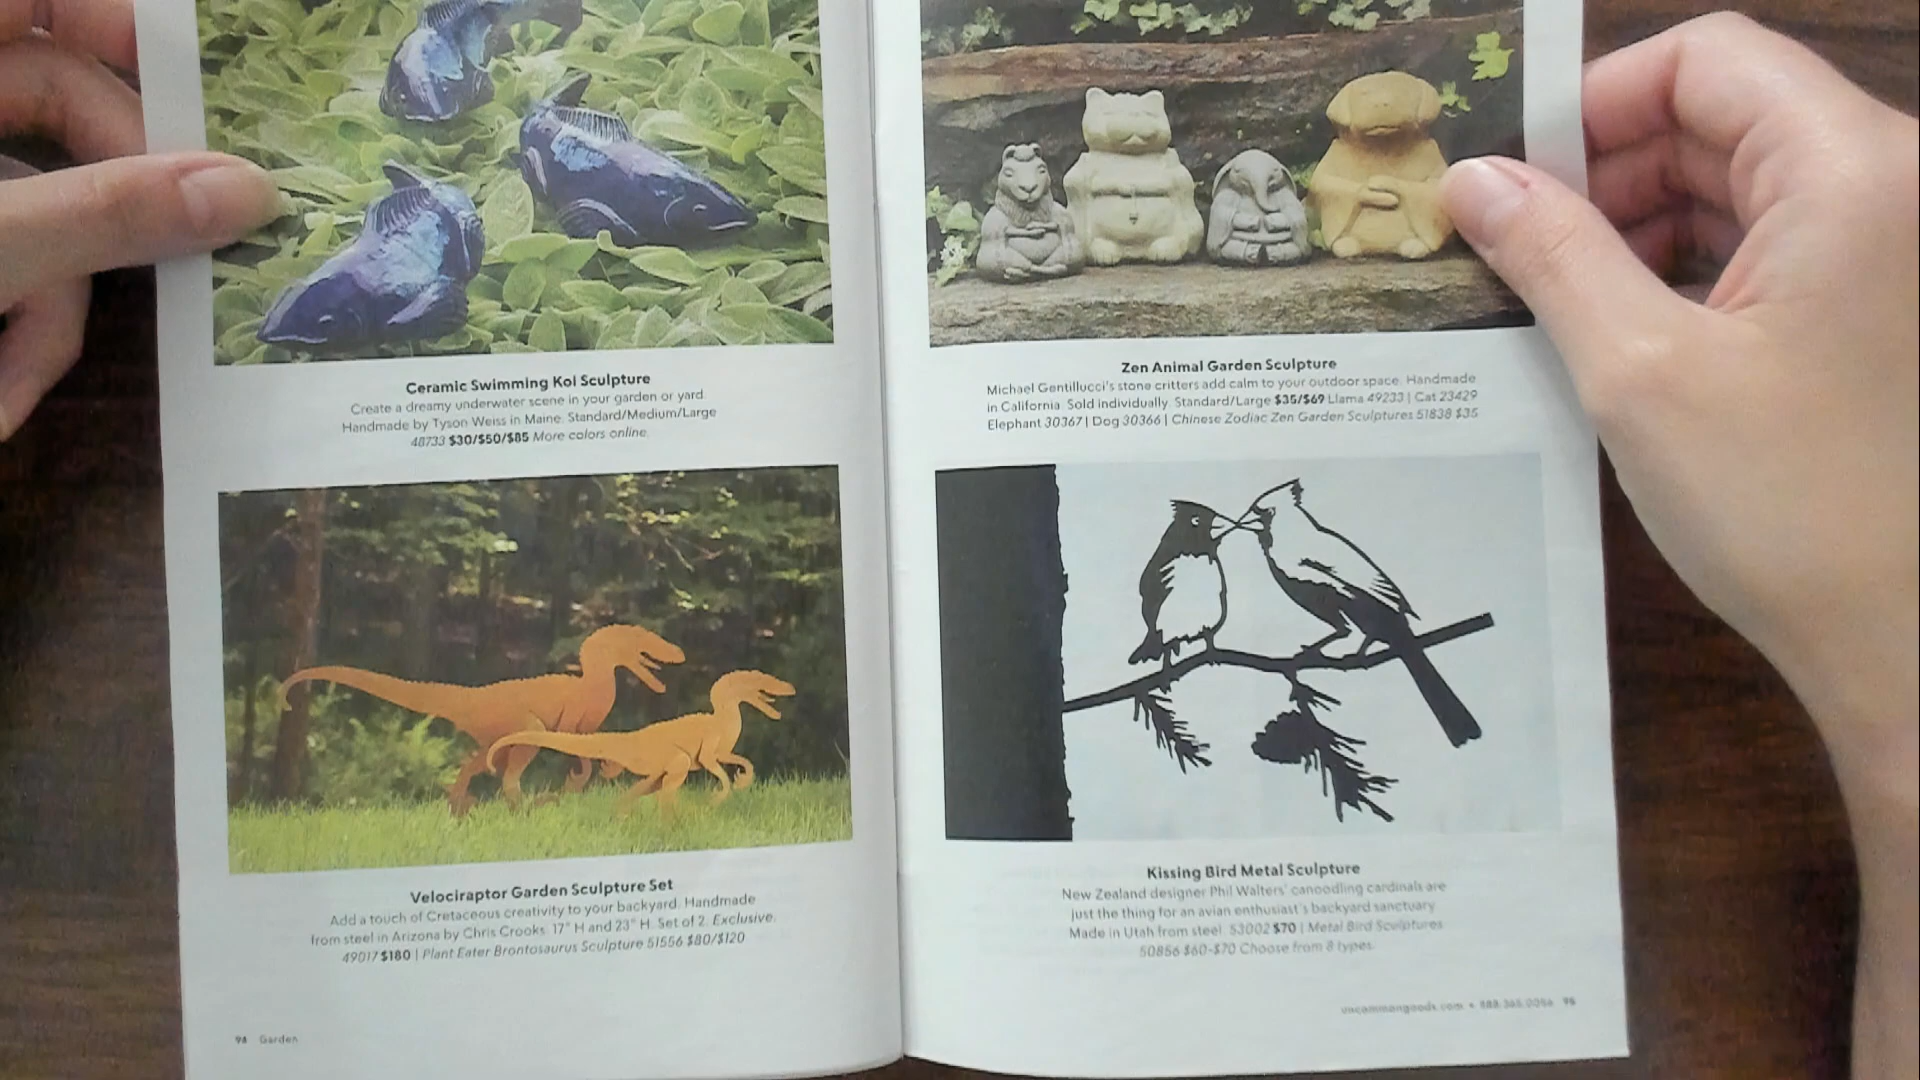 Ceramic Swimming Koi Sculpture
Create a dreamy underwater scene in your garden or yard.
Handmade by Tyson Weiss in Maine. Standard/Medium/Large
48733 $30/$50/$85 More colors online.
Velociraptor Garden Sculpture Set
Add a touch of Cretaceous creativity to your backyard. Handmade
from steel in Arizona by Chris Crooks. 17" H and 23" H. Set of 2. Exclusive.
49017 $180 | Plant Eater Brontosaurus Sculpture 51556 $80/$120
94 Garden
Zen Animal Garden Sculpture
Michael Gentillucci's stone critters add calm to your outdoor space. Handmade
in California. Sold individually. Standard/Large $35/$69 Llama 49233 | Cat 23429
Elephant 30367 | Dog 30366 | Chinese Zodiac Zen Garden Sculptures 51838 $35
Kissing Bird Metal Sculpture
New Zealand designer Phil Walters' canoodling cardinals are
just the thing for an avian enthusiast's backyard sanctuary.
Made in Utah from steel. 53002 $70 | Metal Bird Sculptures
50856 $60-$70 Choose from 8 types.
uncommongoods.com • 888.365.0056 95